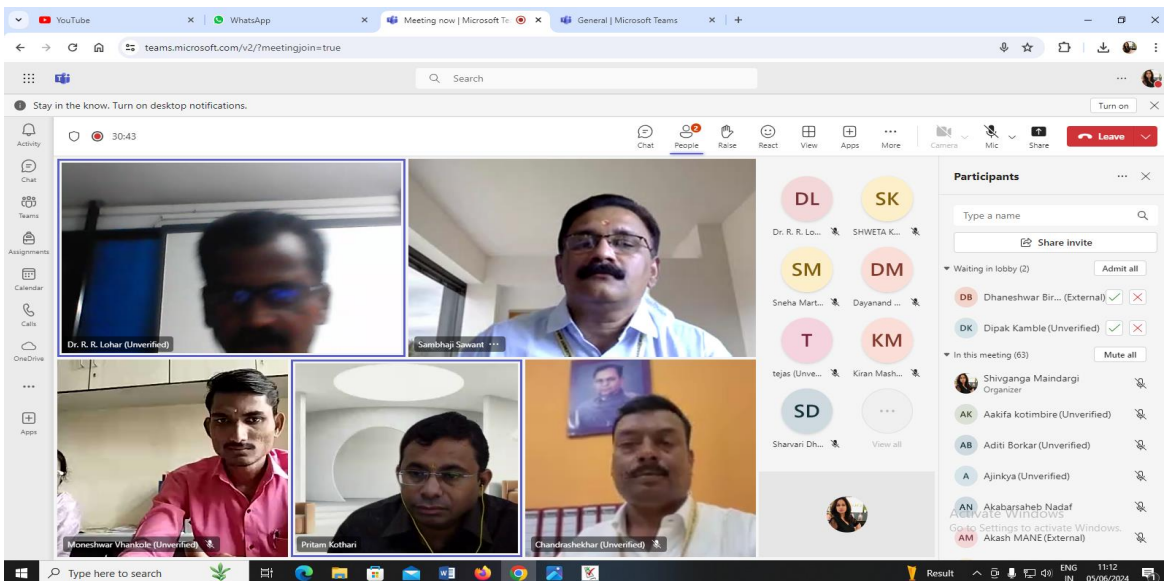 YouTube
WhatsApp
Meeting now | Microsoft Te
General | Microsoft Teams
teams.microsoft.com/v2/?meetingjoin=true
Search
Stay in the know. Turn on desktop notifications.
Turn on
30:43
Chat
People
2
Raise
React
View
Apps
More
Camera
Mic
Share
Leave
Activity
Chat
Teams
Assignments
Calendar
Calls
OneDrive
Apps
Dr. R. R. Lohar (Unverified)
Sambhaji Sawant
Moneshwar Vhankole (Unverified)
Pritam Kothari
Chandrashekhar (Unverified)
DL
SK
Dr. R. R. Lo...
SHWETA K...
SM
DM
Sneha Mart...
Dayanand ...
T
KM
tejas (Unve...
Kiran Mash...
SD
Sharvari Dh...
View all
Participants
Type a name
Share invite
Waiting in lobby (2)
Admit all
DB Dhaneshwar Bir... (External)
DK Dipak Kamble (Unverified)
In this meeting (63)
Mute all
Shivganga Maindargi
Organizer
AK Aakifa kotimbire (Unverified)
AB Aditi Borkar (Unverified)
A Ajinkya (Unverified)
AN Akabarsaheb Nadaf
Activate Windows
Go to Settings to activate Windows.
AM Akash MANE (External)
Type here to search
Result
ENG
IN
11:12
05/06/2024